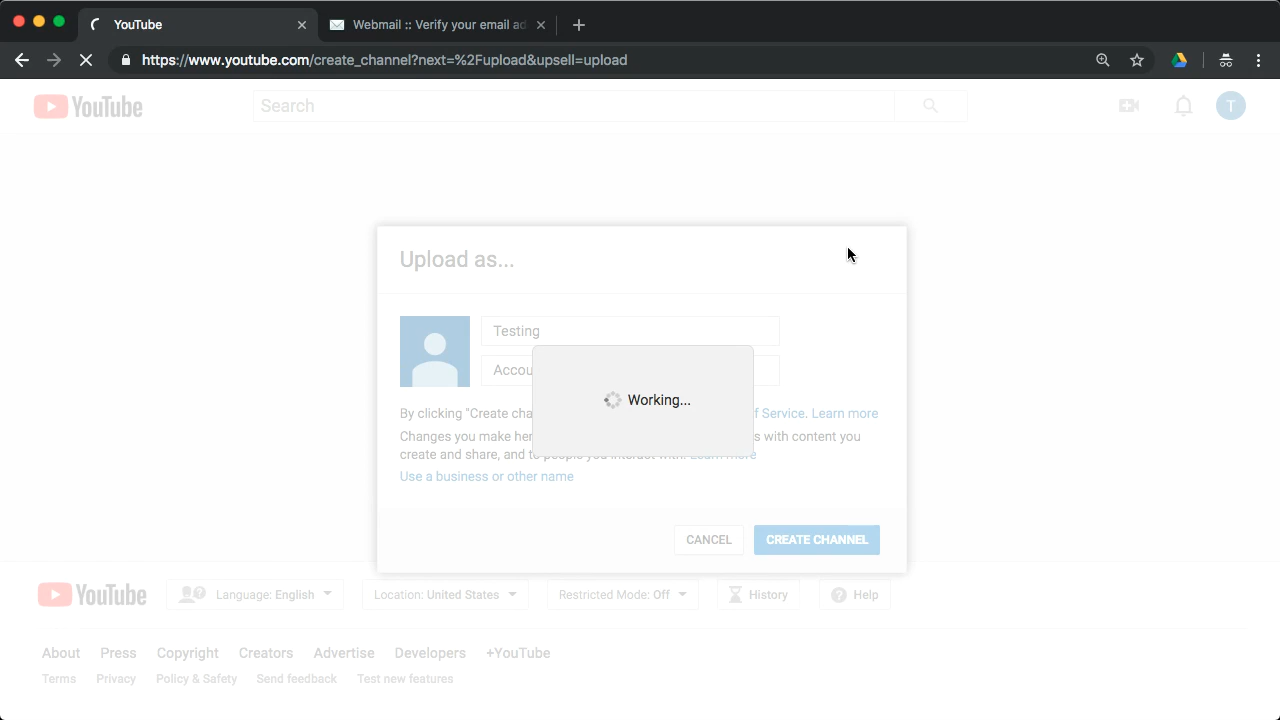 YouTube
Webmail :: Verify your email ad
https://www.youtube.com/create_channel?next=%2Fupload&upsell=upload
YouTube
Search
T
Upload as...
Testing
Accou
Working...
By clicking "Create cha
f Service. Learn more
Changes you make her
s with content you
create and share, and to people you interact with. Learn more
Use a business or other name
CANCEL
CREATE CHANNEL
YouTube
Language: English
Location: United States
Restricted Mode: Off
History
Help
About Press Copyright Creators Advertise Developers +YouTube
Terms Privacy Policy & Safety Send feedback Test new features